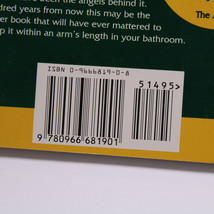 the angels behind it.
dred years from now this may be the
er book that will have ever mattered to
p it within an arm's length in your bathroom.
The
ISBN 0-9666819-0-8
51495>
9 780966 681901